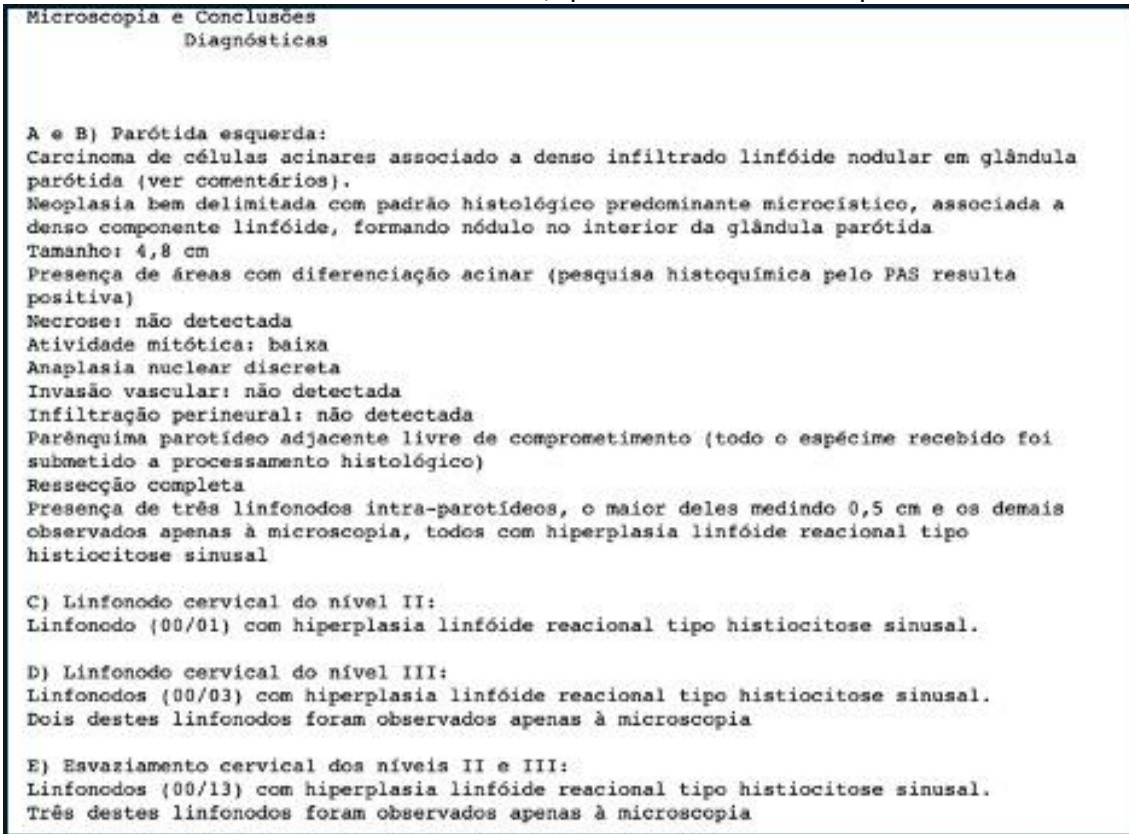 Microscopia e Conclusões
Diagnósticas
A e B) Parótida esquerda:
Carcinoma de células acinares associado a denso infiltrado linfóide nodular em glândula
parótida (ver comentários).
Neoplasia bem delimitada com padrão histológico predominante microcístico, associada a
denso componente linfóide, formando nódulo no interior da glândula parótida
Tamanho: 4,8 cm
Presença de áreas com diferenciação acinar (pesquisa histoquímica pelo PAS resulta
positiva)
Necrose: não detectada
Atividade mitótica: baixa
Anaplasia nuclear discreta
Invasão vascular: não detectada
Infiltração perineural: não detectada
Parênquima parotídeo adjacente livre de comprometimento (todo o espécime recebido foi
submetido a processamento histológico)
Ressecção completa
Presença de três linfonodos intra-parotídeos, o maior deles medindo 0,5 cm e os demais
observados apenas à microscopia, todos com hiperplasia linfóide reacional tipo
histiocitose sinusal
C) Linfonodo cervical do nível II:
Linfonodo (00/01) com hiperplasia linfóide reacional tipo histiocitose sinusal.
D) Linfonodo cervical do nível III:
Linfonodos (00/03) com hiperplasia linfóide reacional tipo histiocitose sinusal.
Dois destes linfonodos foram observados apenas à microscopia
E) Esvaziamento cervical dos níveis II e III:
Linfonodos (00/13) com hiperplasia linfóide reacional tipo histiocitose sinusal.
Três destes linfonodos foram observados apenas à microscopia